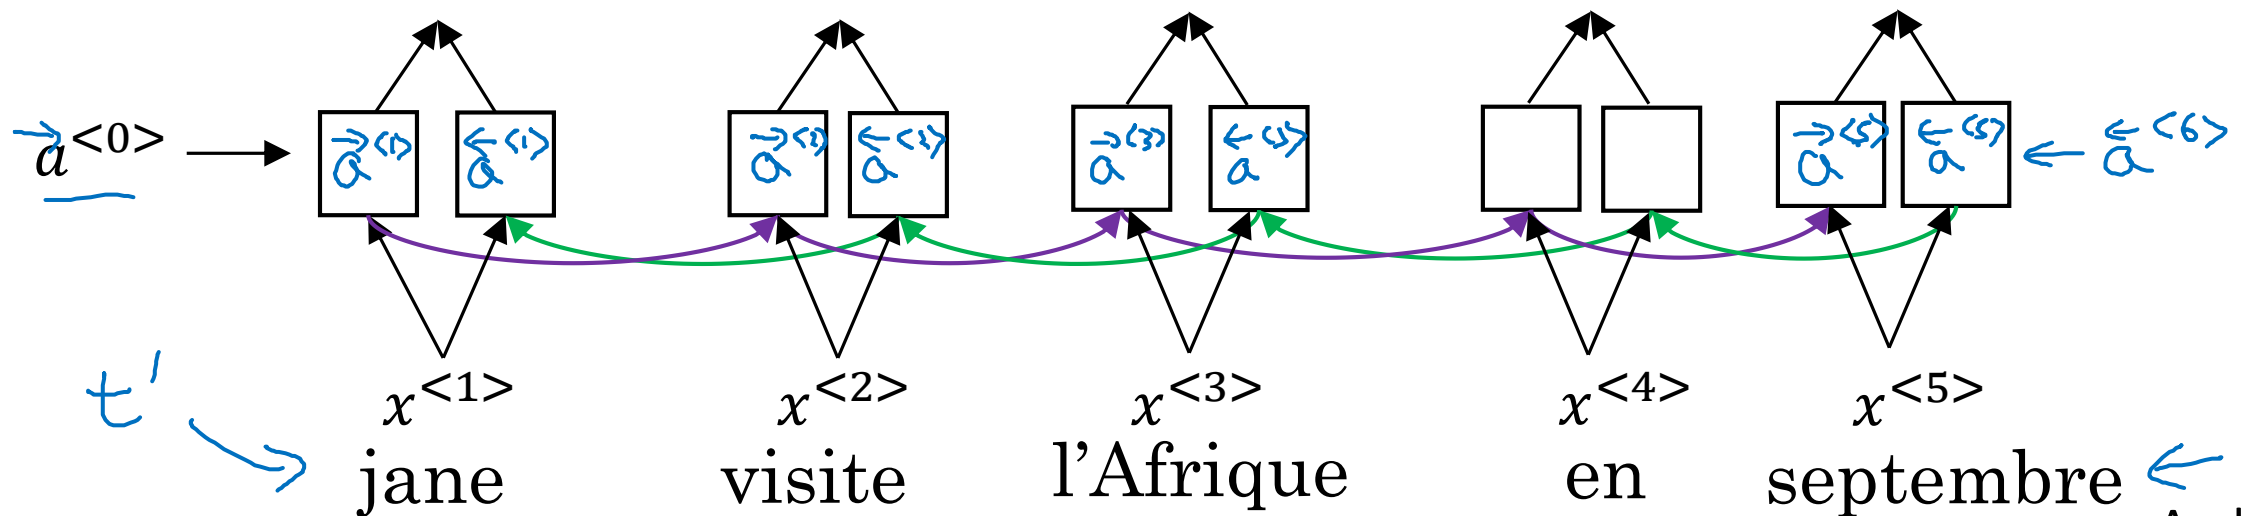 →a<0> →a<1> ←a<1> →a<2> ←a<2> →a<3> ←a<3> →a<5> ←a<5> ←a<6>
t'
x<1> x<2> x<3> x<4> x<5>
jane visite l'Afrique en septembre